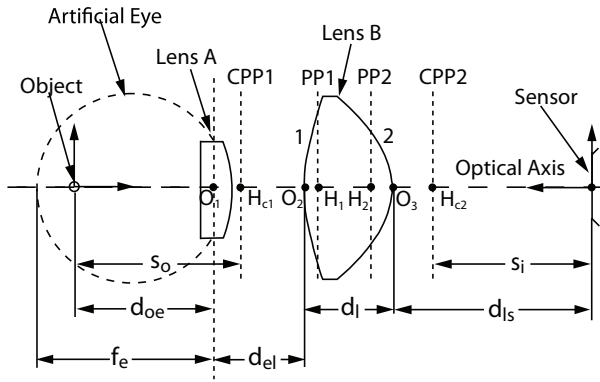 Artificial Eye
Lens A
Lens B
Object
CPP1
PP1
PP2
CPP2
Sensor
1
2
Optical Axis
O1
Hc1
O2
H1
H2
O3
Hc2
so
si
doe
dl
dls
fe
del